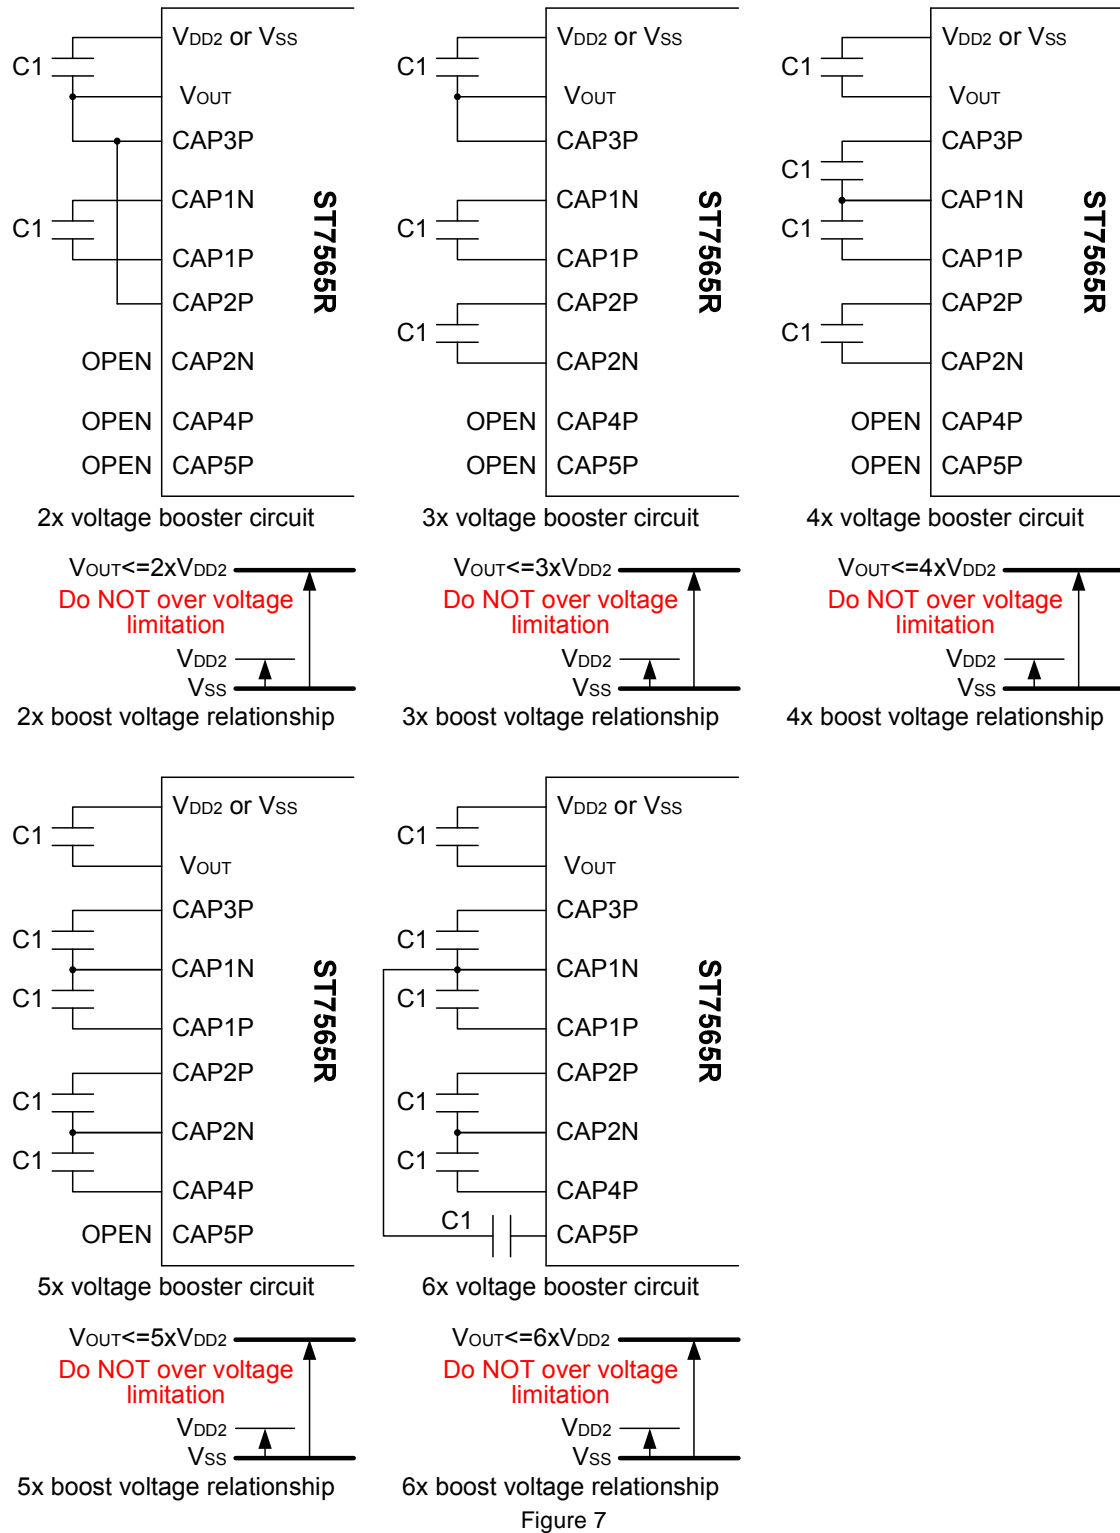 VDD2 or VSS
C1
VOUT
CAP3P
CAP1N
C1
CAP1P
CAP2P
OPEN CAP2N
OPEN CAP4P
OPEN CAP5P
ST7565R
2x voltage booster circuit
VOUT<=2xVDD2
Do NOT over voltage
limitation
VDD2
VSS
2x boost voltage relationship
VDD2 or VSS
C1
VOUT
CAP3P
CAP1N
C1
CAP1P
CAP2P
C1
CAP2N
OPEN CAP4P
OPEN CAP5P
ST7565R
3x voltage booster circuit
VOUT<=3xVDD2
Do NOT over voltage
limitation
VDD2
VSS
3x boost voltage relationship
VDD2 or VSS
C1
VOUT
CAP3P
C1
CAP1N
C1
CAP1P
CAP2P
C1
CAP2N
OPEN CAP4P
OPEN CAP5P
ST7565R
4x voltage booster circuit
VOUT<=4xVDD2
Do NOT over voltage
limitation
VDD2
VSS
4x boost voltage relationship
VDD2 or VSS
C1
VOUT
CAP3P
C1
CAP1N
C1
CAP1P
CAP2P
C1
CAP2N
C1
CAP4P
OPEN CAP5P
ST7565R
5x voltage booster circuit
VOUT<=5xVDD2
Do NOT over voltage
limitation
VDD2
VSS
5x boost voltage relationship
VDD2 or VSS
C1
VOUT
CAP3P
C1
CAP1N
C1
CAP1P
CAP2P
C1
CAP2N
C1
CAP4P
C1
CAP5P
ST7565R
6x voltage booster circuit
VOUT<=6xVDD2
Do NOT over voltage
limitation
VDD2
VSS
6x boost voltage relationship
Figure 7